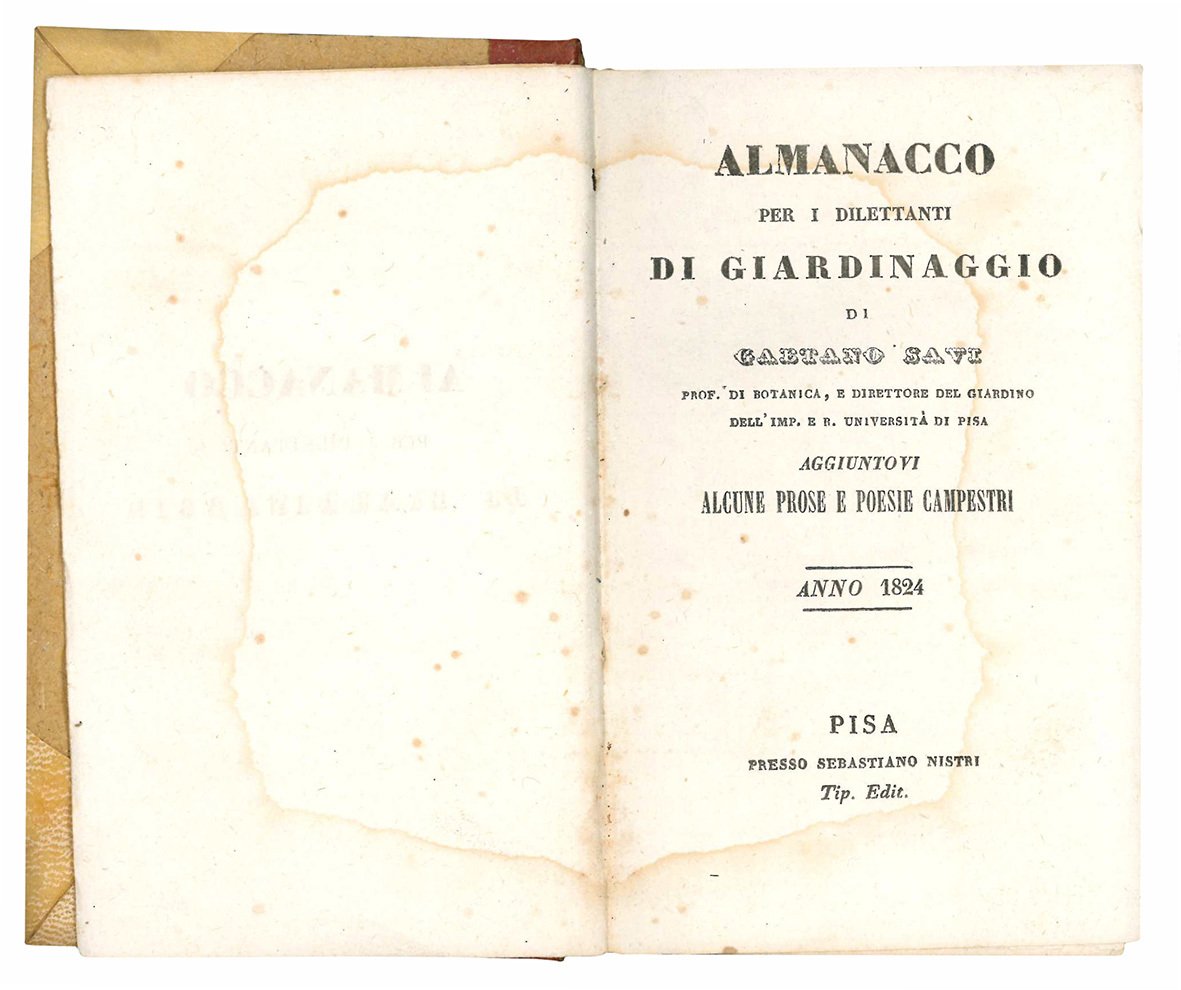 ALMANACCO
PER I DILETTANTI
DI GIARDINAGGIO
DI
GAETANO SAVI
PROF. DI BOTANICA, E DIRETTORE DEL GIARDINO
DELL' IMP. E R. UNIVERSITÀ DI PISA
AGGIUNTOVI
ALCUNE PROSE E POESIE CAMPESTRI
ANNO 1824
PISA
PRESSO SEBASTIANO NISTRI
Tip. Edit.